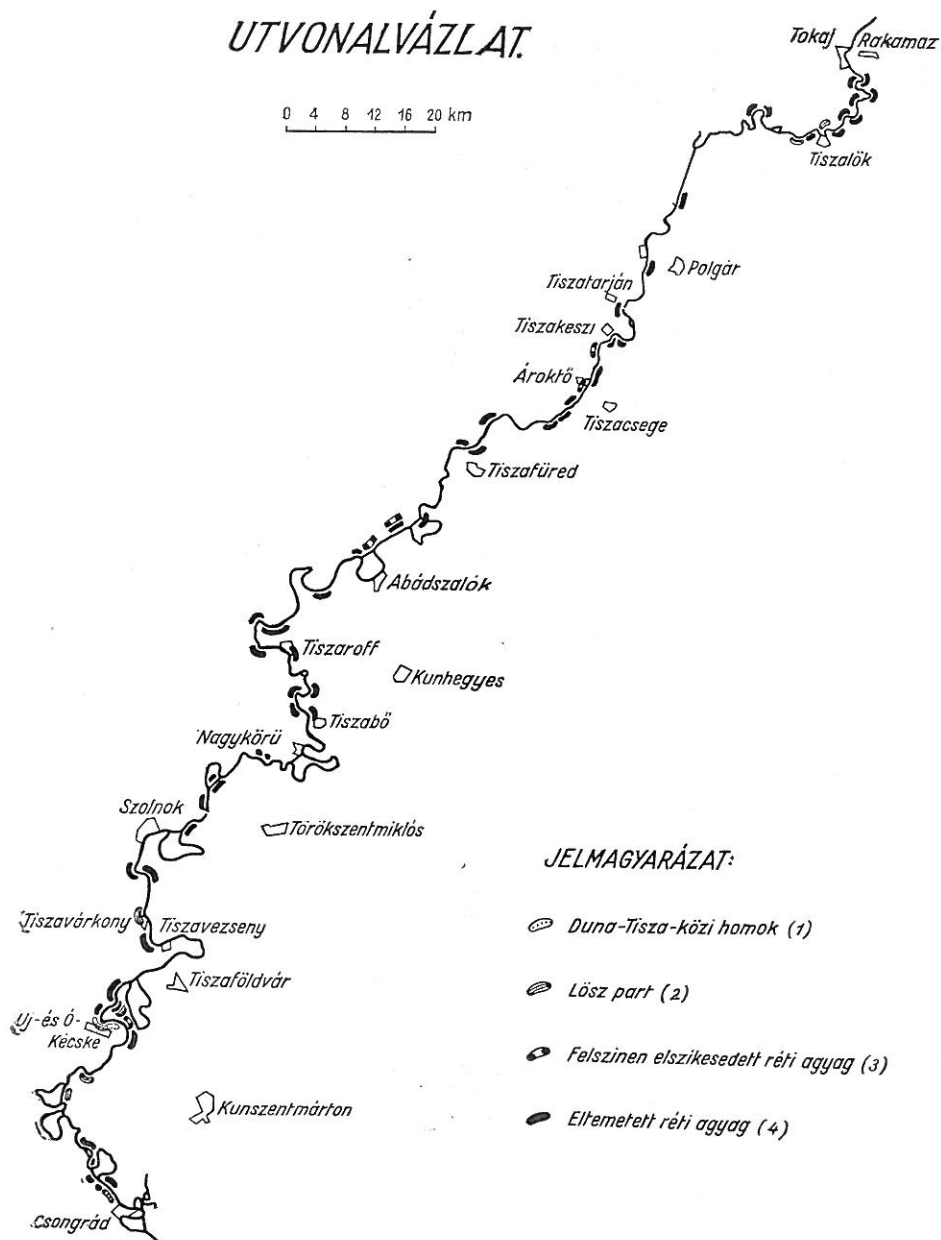 UTVONALVÁZLAT.
0 4 8 12 16 20 km
Tokaj
Rakamaz
Tiszalök
Polgár
Tiszatarján
Tiszakeszi
Ároktő
Tiszacsege
Tiszafüred
Abádszalók
Tiszaroff
Kunhegyes
Tiszabő
Nagykörü
Szolnok
Törökszentmiklós
JELMAGYARÁZAT:
Tiszavárkony
Tiszavezseny
Duna-Tisza-közi homok (1)
Tiszaföldvár
Lösz part (2)
Uj-és Ó-
Kécske
Felszinen elszikesedett réti agyag (3)
Kunszentmárton
Eltemetett réti agyag (4)
Csongrád